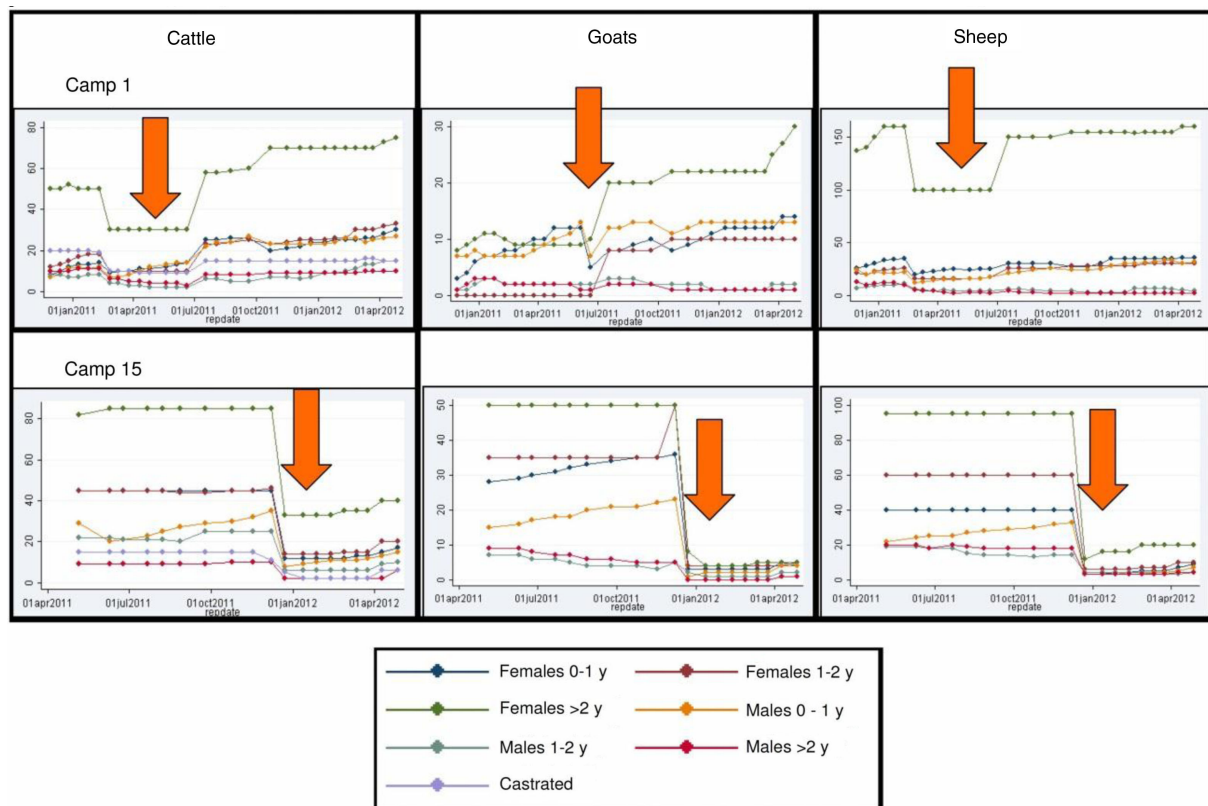 Cattle Goats Sheep
Camp 1
80
60
40
20
0
01jan2011 01apr2011 01jul2011 01oct2011 01jan2012 01apr2012
repdate
30
20
10
0
01jan2011 01apr2011 01jul2011 01oct2011 01jan2012 01apr2012
repdate
150
100
50
0
01jan2011 01apr2011 01jul2011 01oct2011 01jan2012 01apr2012
repdate
Camp 15
80
60
40
20
0
01apr2011 01jul2011 01oct2011 01jan2012 01apr2012
repdate
50
40
30
20
10
0
01apr2011 01jul2011 01oct2011 01jan2012 01apr2012
100
80
60
40
20
0
01apr2011 01jul2011 01oct2011 01jan2012 01apr2012
Females 0-1 y Females 1-2 y
Females >2 y Males 0 - 1 y
Males 1-2 y Males >2 y
Castrated